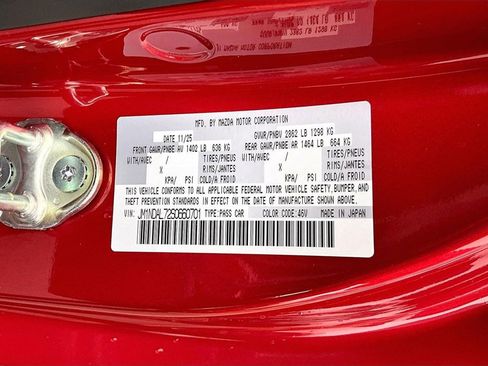 MFD. BY MAZDA MOTOR CORPORATION
DATE 11/25 GVWR/PNBV 2862 LB 1298 KG
FRONT GAWR/PNBE AV 1402 LB 636 KG REAR GAWR/PNBE AR 1464 LB 664 KG
WITH/AVEC / TIRES/PNEUS WITH/AVEC / TIRES/PNEUS
X RIMS/JANTES X RIMS/JANTES
KPA/ PSI COLD/A FROID KPA/ PSI COLD/A FROID
THIS VEHICLE CONFORMS TO ALL APPLICABLE FEDERAL MOTOR VEHICLE SAFETY, BUMPER, AND
THEFT PREVENTION STANDARDS IN EFFECT ON THE DATE OF MANUFACTURE SHOWN ABOVE.
VIN: JM1NDAL72S0660701 TYPE: PASS CAR COLOR CODE: 46V MADE IN JAPAN